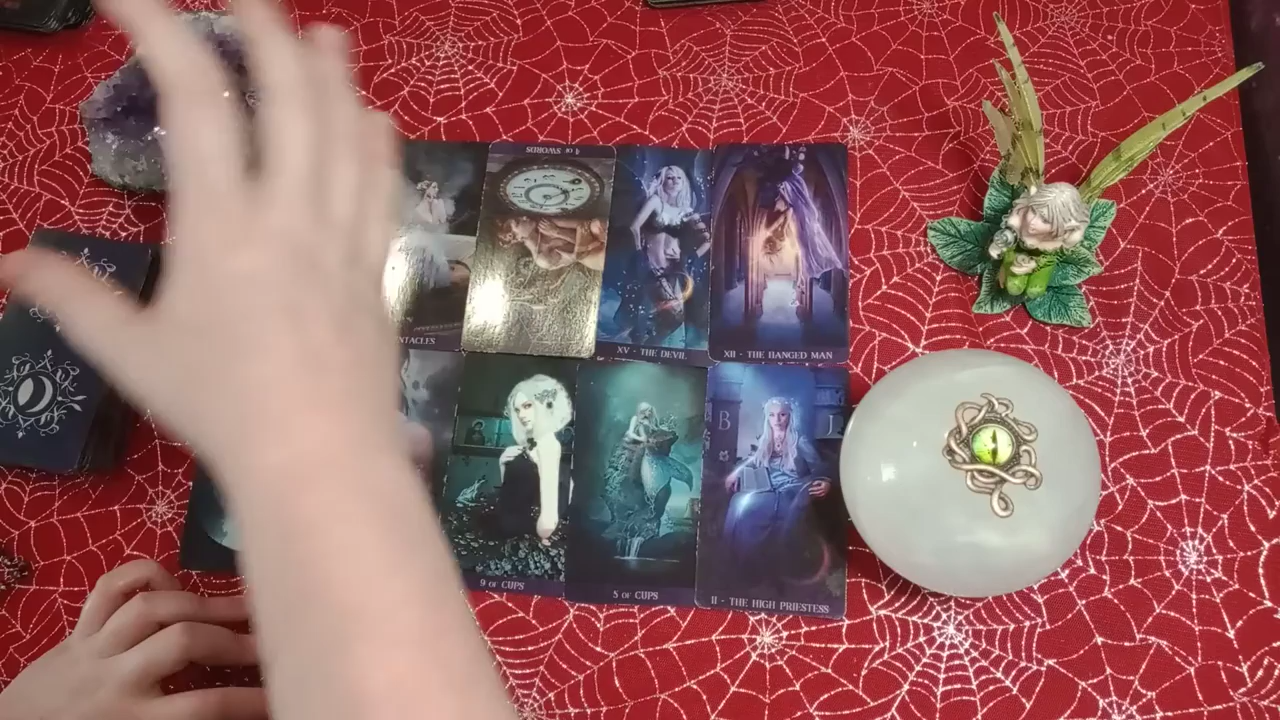 4 OF SWORDS
NTACLES
XV - THE DEVIL
XII - THE HANGED MAN
B
J
9 OF CUPS
5 OF CUPS
II - THE HIGH PRIESTESS